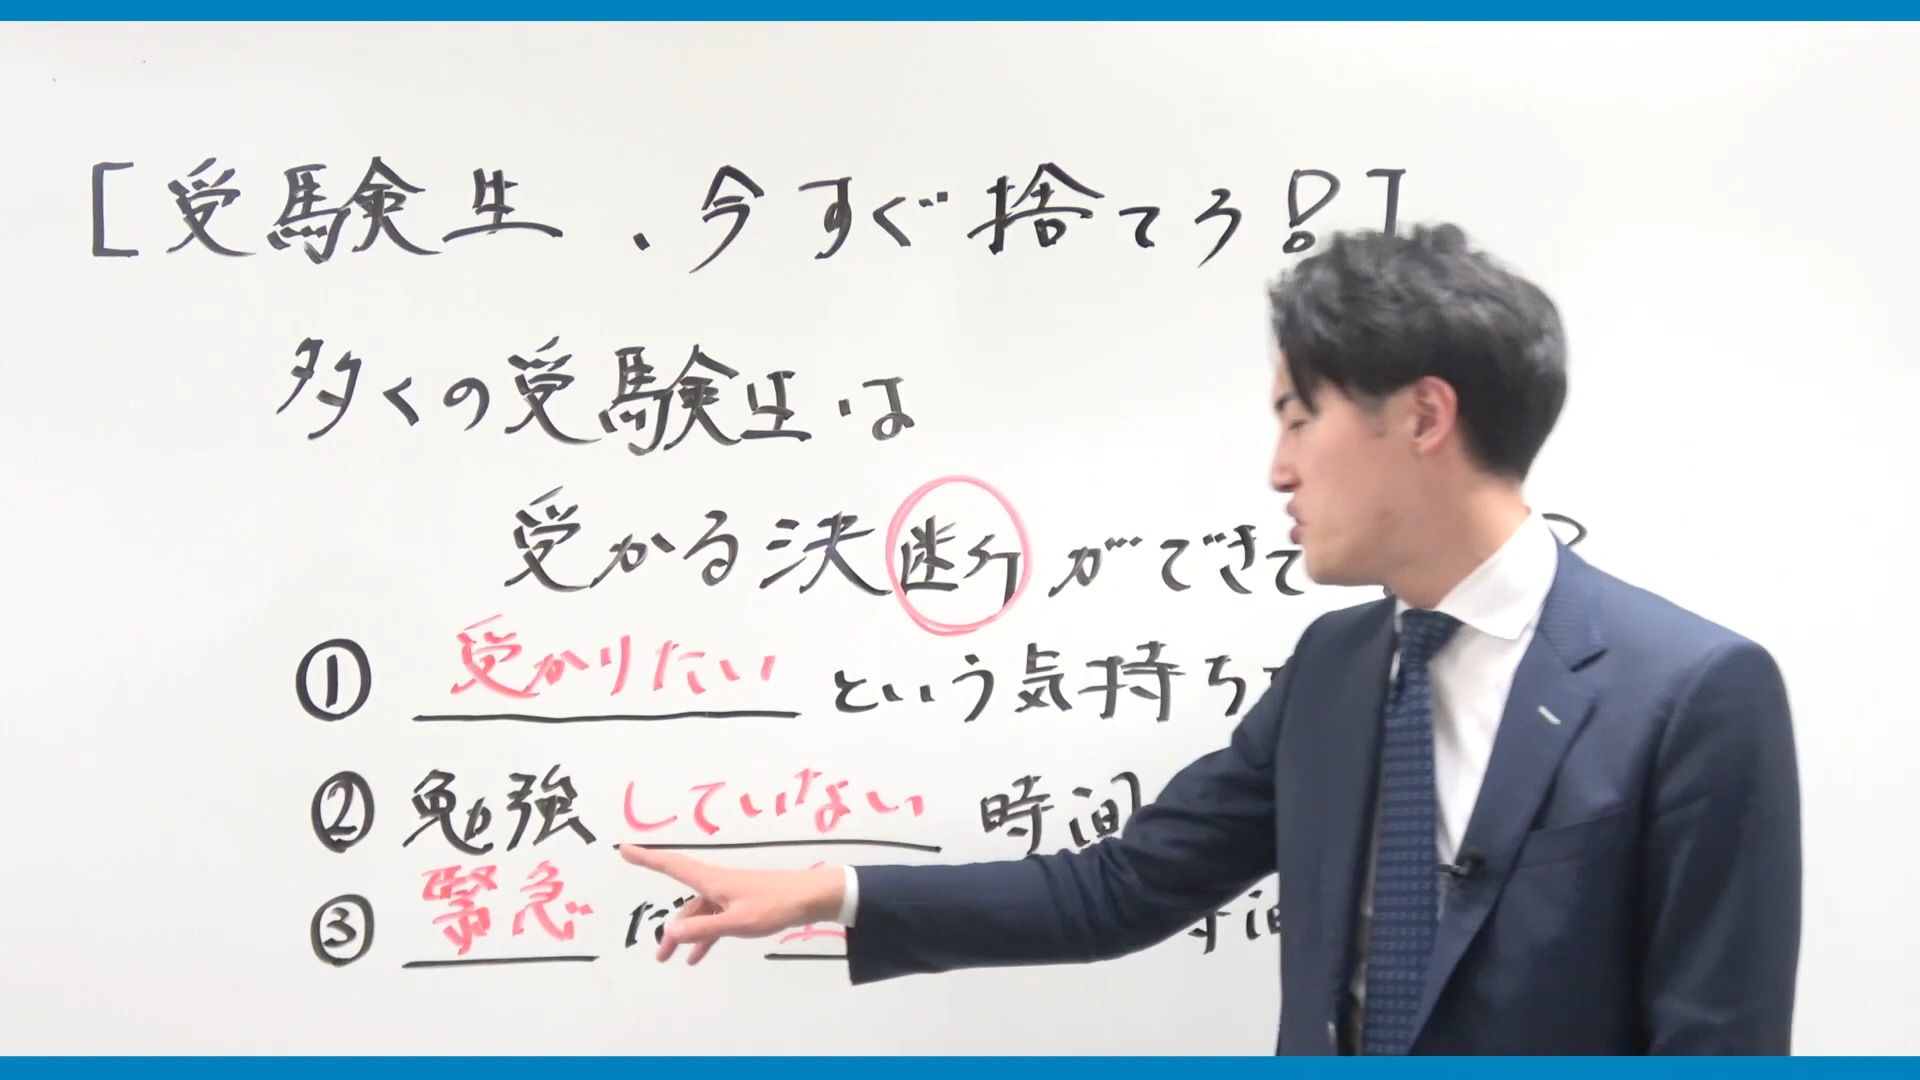 ［受験生、今すぐ捨てろ！］
多くの受験生は
受かる決断ができて
① 受かりたい という気持ち
② 勉強していない時間
③ 緊急だ